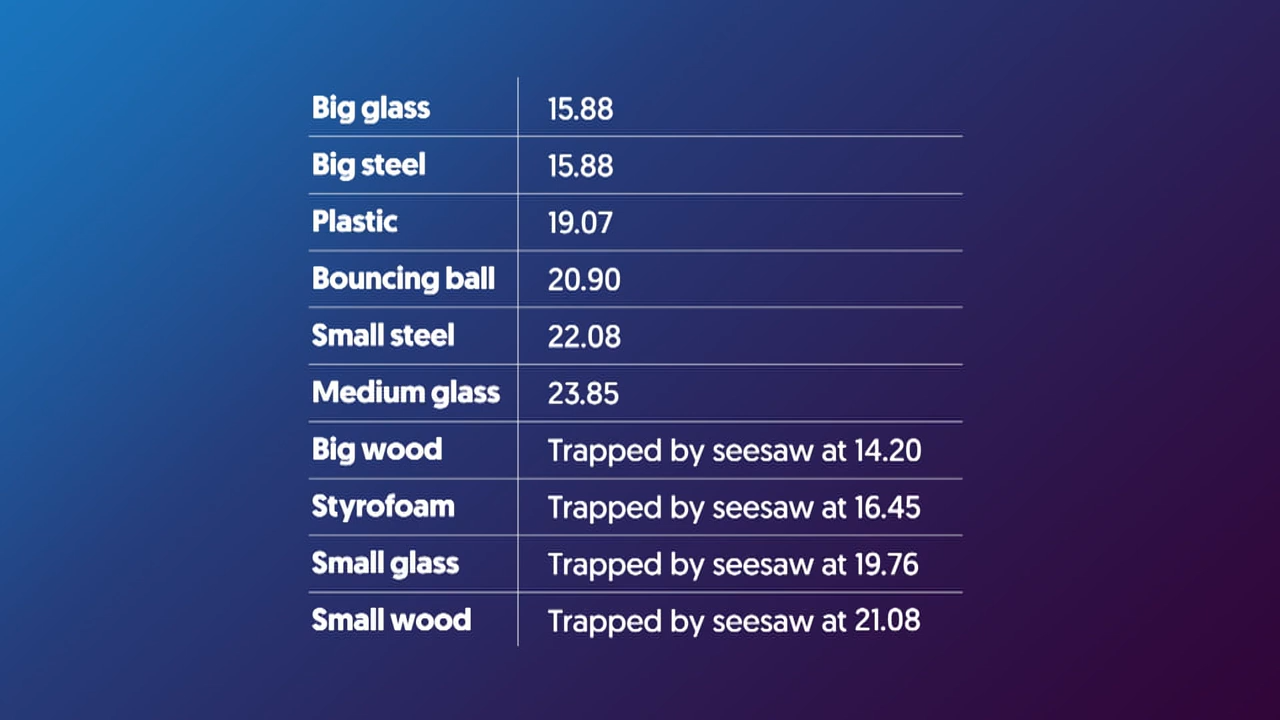 Big glass 15.88
Big steel 15.88
Plastic 19.07
Bouncing ball 20.90
Small steel 22.08
Medium glass 23.85
Big wood Trapped by seesaw at 14.20
Styrofoam Trapped by seesaw at 16.45
Small glass Trapped by seesaw at 19.76
Small wood Trapped by seesaw at 21.08